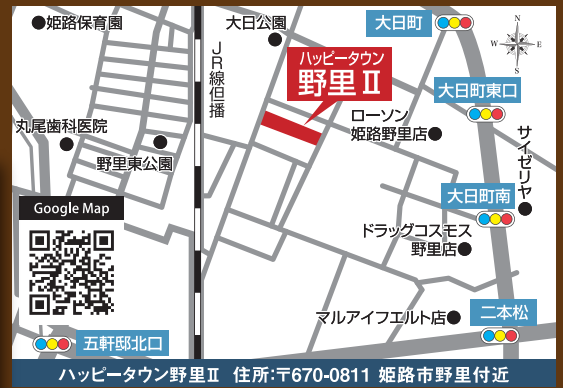 姫路保育園
大日公園
大日町
N
W
E
S
JR線但播
ハッピータウン
野里Ⅱ
大日町東口
ローソン
姫路野里店
丸尾歯科医院
野里東公園
サイゼリヤ
大日町南
Google Map
ドラッグコスモス
野里店
マルアイフエルト店
二本松
五軒邸北口
ハッピータウン野里Ⅱ 住所:〒670-0811 姫路市野里付近